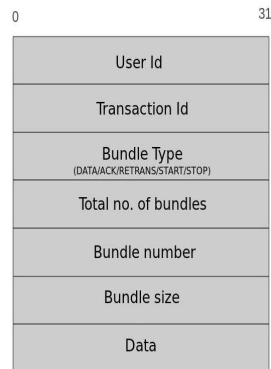 0 31
User Id
Transaction Id
Bundle Type
(DATA/ACK/RETRANS/START/STOP)
Total no. of bundles
Bundle number
Bundle size
Data